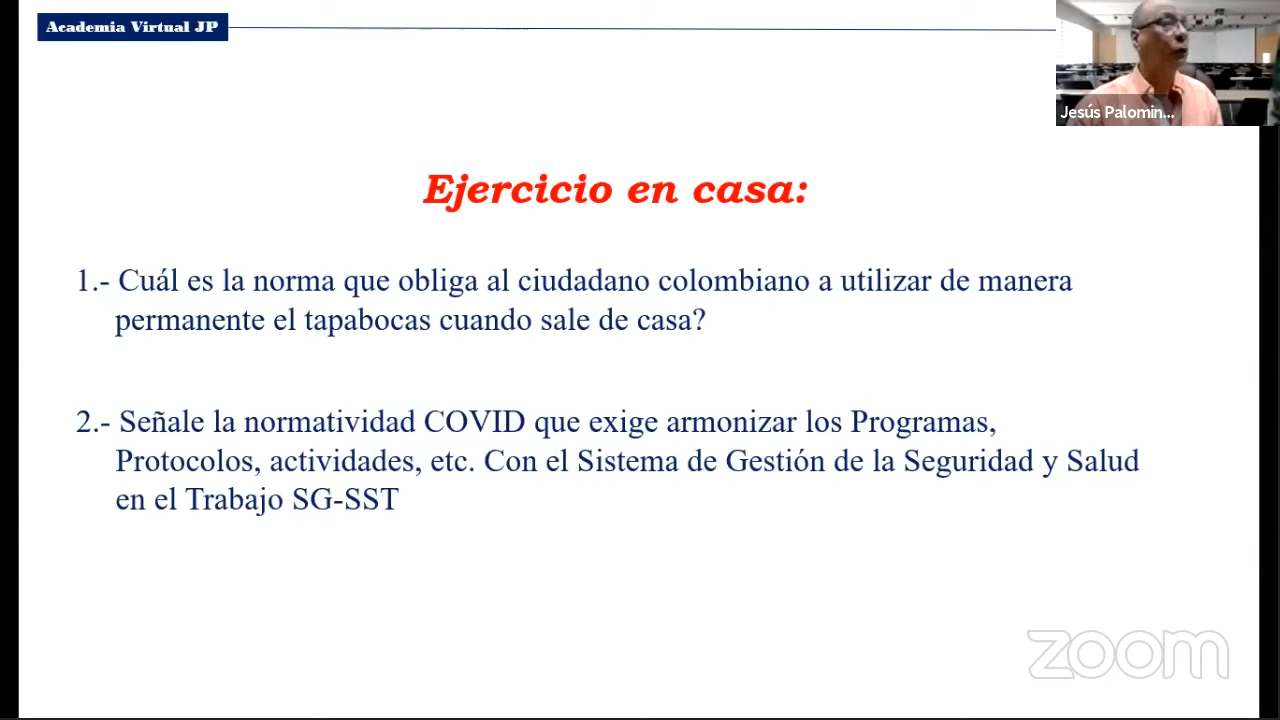 Academia Virtual JP
Jesús Palomin...
Ejercicio en casa:
1.- Cuál es la norma que obliga al ciudadano colombiano a utilizar de manera
permanente el tapabocas cuando sale de casa?
2.- Señale la normatividad COVID que exige armonizar los Programas,
Protocolos, actividades, etc. Con el Sistema de Gestión de la Seguridad y Salud
en el Trabajo SG-SST
zoom